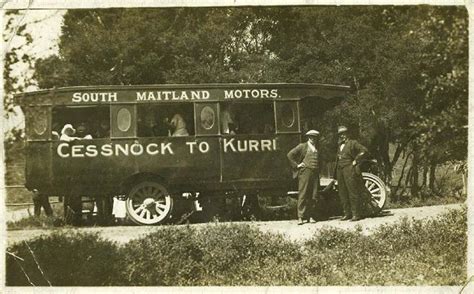 SOUTH MAITLAND MOTORS.
CESSNOCK TO KURRI